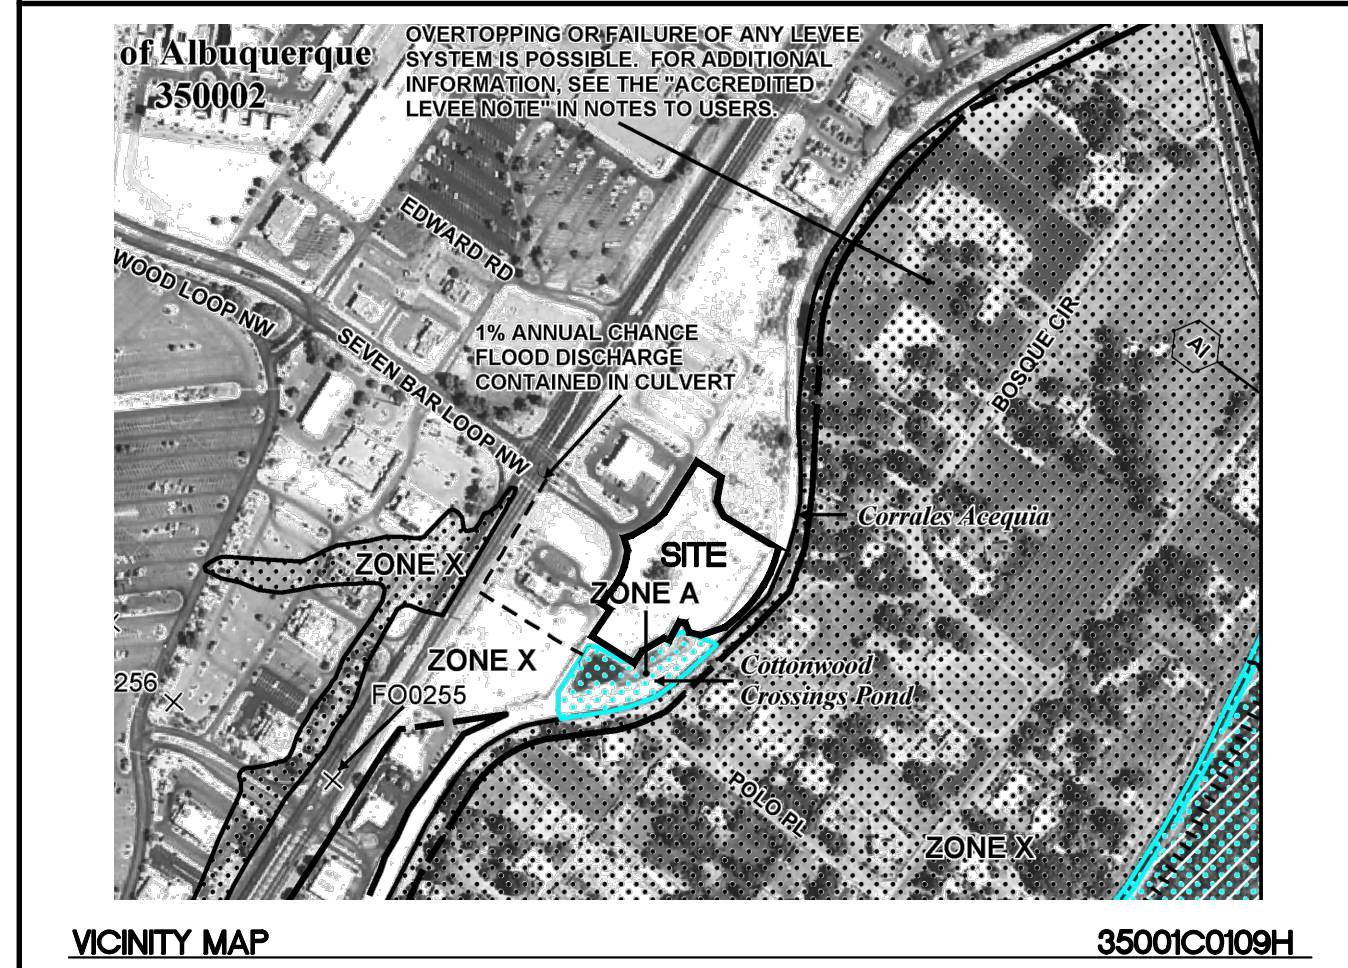 of Albuquerque
350002
OVERTOPPING OR FAILURE OF ANY LEVEE
SYSTEM IS POSSIBLE. FOR ADDITIONAL
INFORMATION, SEE THE "ACCREDITED
LEVEE NOTE" IN NOTES TO USERS.
EDWARD RD
WOOD LOOP NW
SEVEN BAR LOOP NW
1% ANNUAL CHANCE
FLOOD DISCHARGE
CONTAINED IN CULVERT
BOSQUE CIR
AI
Corrales Acequia
ZONE X
SITE
ZONE A
ZONE X
Cottonwood
Crossings Pond
256
FO0255
POLO PL
ZONE X
VICINITY MAP
35001C0109H